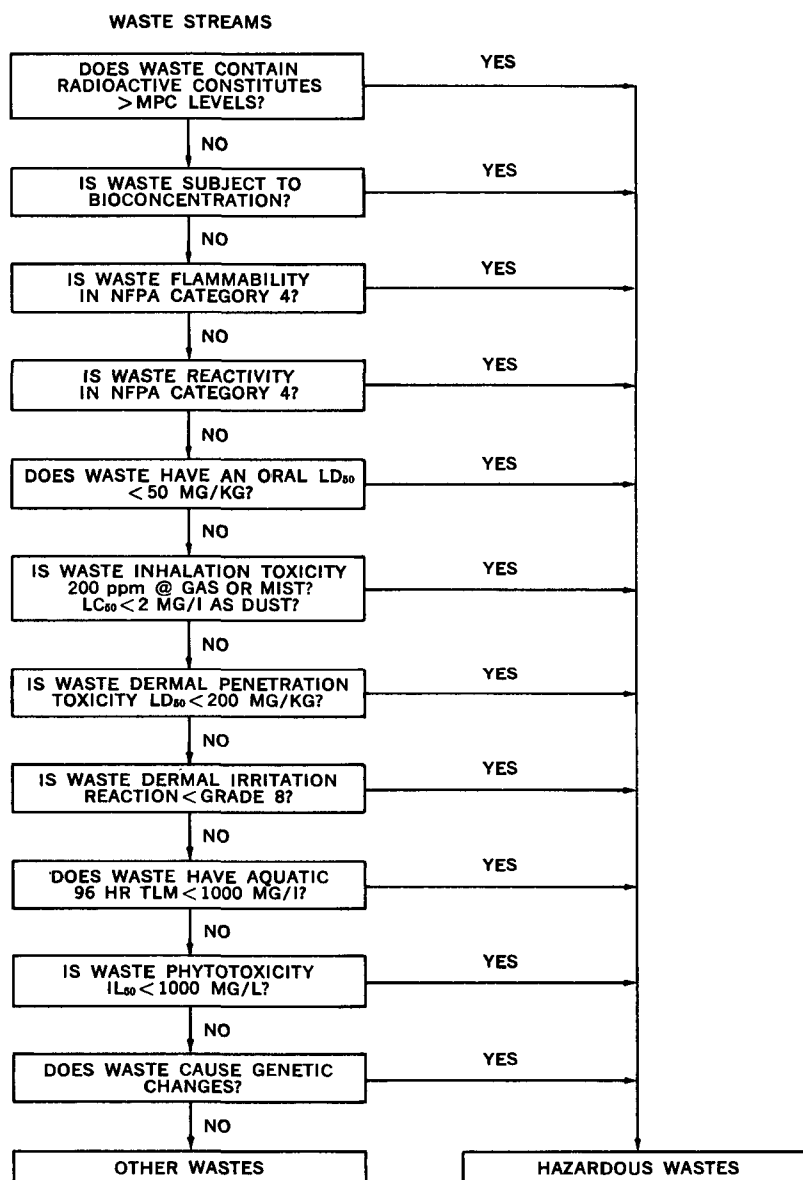 WASTE STREAMS
DOES WASTE CONTAIN
RADIOACTIVE CONSTITUTES
>MPC LEVELS?
YES
NO
IS WASTE SUBJECT TO
BIOCONCENTRATION?
YES
NO
IS WASTE FLAMMABILITY
IN NFPA CATEGORY 4?
YES
NO
IS WASTE REACTIVITY
IN NFPA CATEGORY 4?
YES
NO
DOES WASTE HAVE AN ORAL LD₅₀
<50 MG/KG?
YES
NO
IS WASTE INHALATION TOXICITY
200 ppm @ GAS OR MIST?
LC₅₀<2 MG/l AS DUST?
YES
NO
IS WASTE DERMAL PENETRATION
TOXICITY LD₅₀<200 MG/KG?
YES
NO
IS WASTE DERMAL IRRITATION
REACTION<GRADE 8?
YES
NO
DOES WASTE HAVE AQUATIC
96 HR TLM<1000 MG/l?
YES
NO
IS WASTE PHYTOTOXICITY
IL₅₀<1000 MG/L?
YES
NO
DOES WASTE CAUSE GENETIC
CHANGES?
YES
NO
OTHER WASTES
HAZARDOUS WASTES